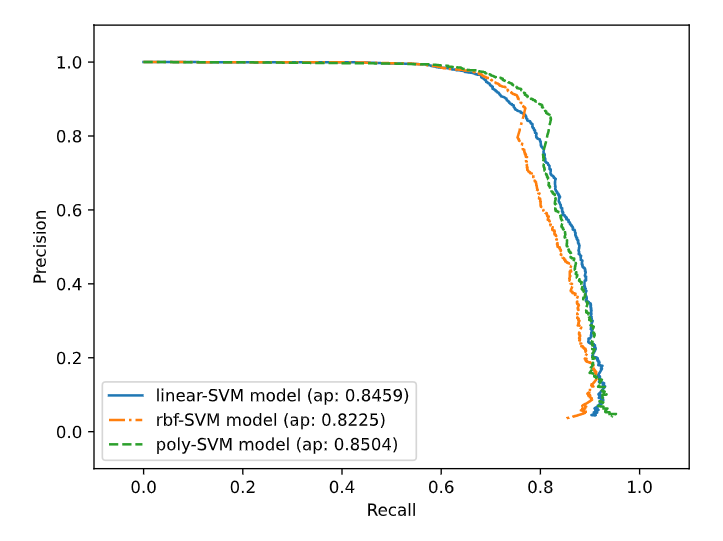 1.0
0.8
0.6
0.4
0.2
0.0
Precision
linear-SVM model (ap: 0.8459)
rbf-SVM model (ap: 0.8225)
poly-SVM model (ap: 0.8504)
0.0 0.2 0.4 0.6 0.8 1.0
Recall